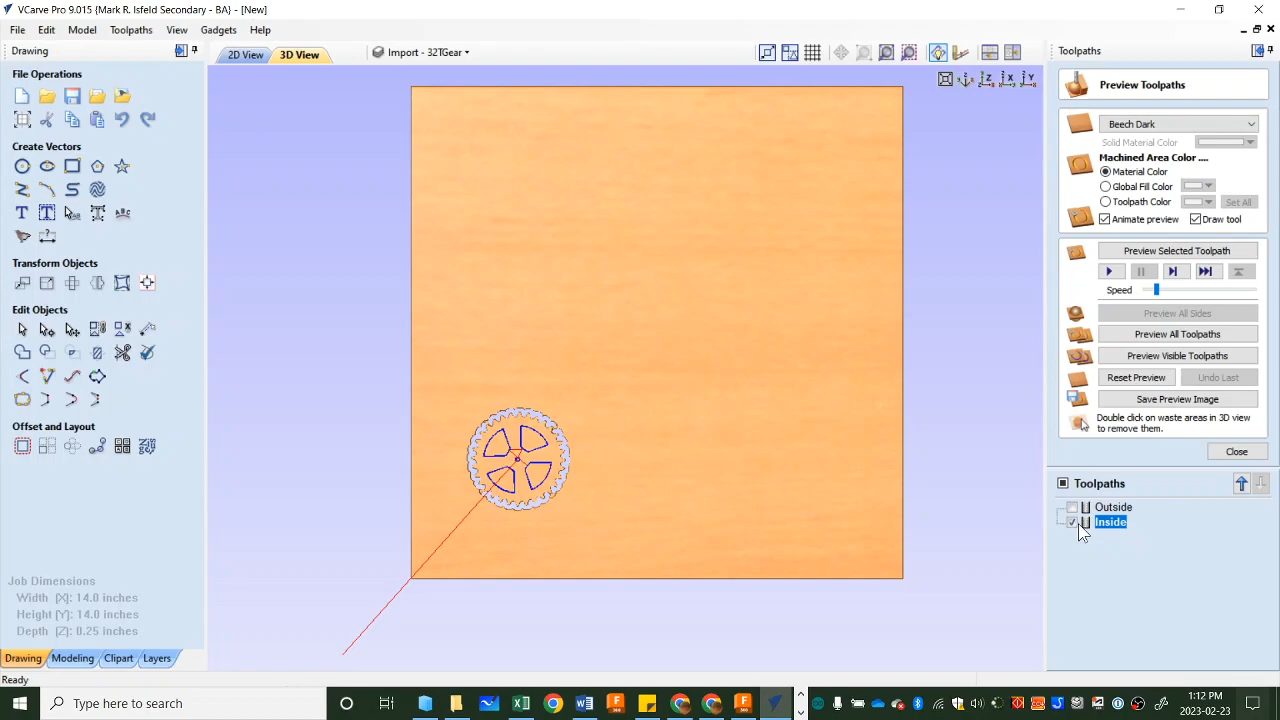 VCarve Pro 9.015 {Mark R. Isfeld Secondary - BA} - [New]
File Edit Model Toolpaths View Gadgets Help
Drawing
2D View 3D View Import - 32TGear
Toolpaths
File Operations
Create Vectors
Transform Objects
Edit Objects
Offset and Layout
Job Dimensions
Width (X): 14.0 inches
Height (Y): 14.0 inches
Depth (Z): 0.25 inches
Drawing Modeling Clipart Layers
Preview Toolpaths
Beech Dark
Solid Material Color
Machined Area Color ....
Material Color
Global Fill Color
Toolpath Color Set All
Animate preview Draw tool
Preview Selected Toolpath
Speed
Preview All Sides
Preview All Toolpaths
Preview Visible Toolpaths
Reset Preview Undo Last
Save Preview Image
Double click on waste areas in 3D view
to remove them.
Close
Toolpaths
Outside
Inside
Ready
Type here to search
1:12 PM
2023-02-23